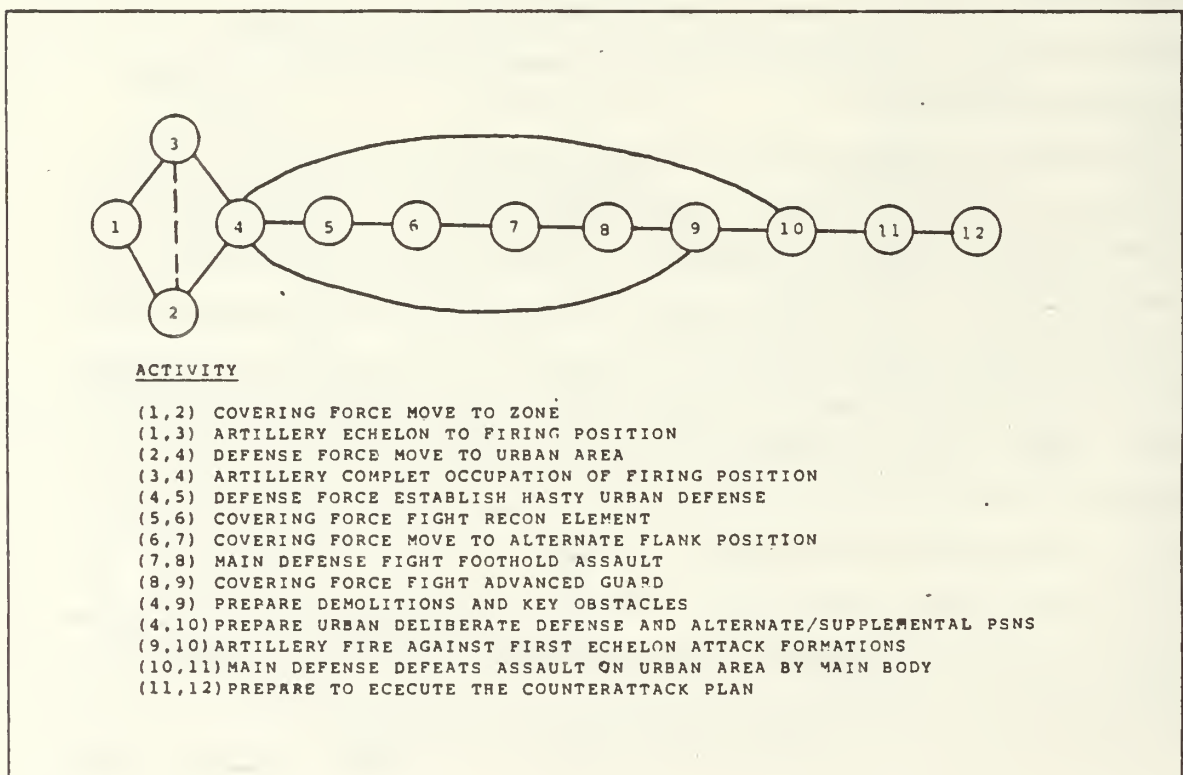 3
1 4 5 6 7 8 9 10 11 12
2
ACTIVITY
(1,2) COVERING FORCE MOVE TO ZONE
(1,3) ARTILLERY ECHELON TO FIRING POSITION
(2,4) DEFENSE FORCE MOVE TO URBAN AREA
(3,4) ARTILLERY COMPLET OCCUPATION OF FIRING POSITION
(4,5) DEFENSE FORCE ESTABLISH HASTY URBAN DEFENSE
(5,6) COVERING FORCE FIGHT RECON ELEMENT
(6,7) COVERING FORCE MOVE TO ALTERNATE FLANK POSITION
(7,8) MAIN DEFENSE FIGHT FOOTHOLD ASSAULT
(8,9) COVERING FORCE FIGHT ADVANCED GUARD
(4,9) PREPARE DEMOLITIONS AND KEY OBSTACLES
(4,10) PREPARE URBAN DELIBERATE DEFENSE AND ALTERNATE/SUPPLEMENTAL PSNS
(9,10) ARTILLERY FIRE AGAINST FIRST ECHELON ATTACK FORMATIONS
(10,11) MAIN DEFENSE DEFEATS ASSAULT ON URBAN AREA BY MAIN BODY
(11,12) PREPARE TO ECECUTE THE COUNTERATTACK PLAN